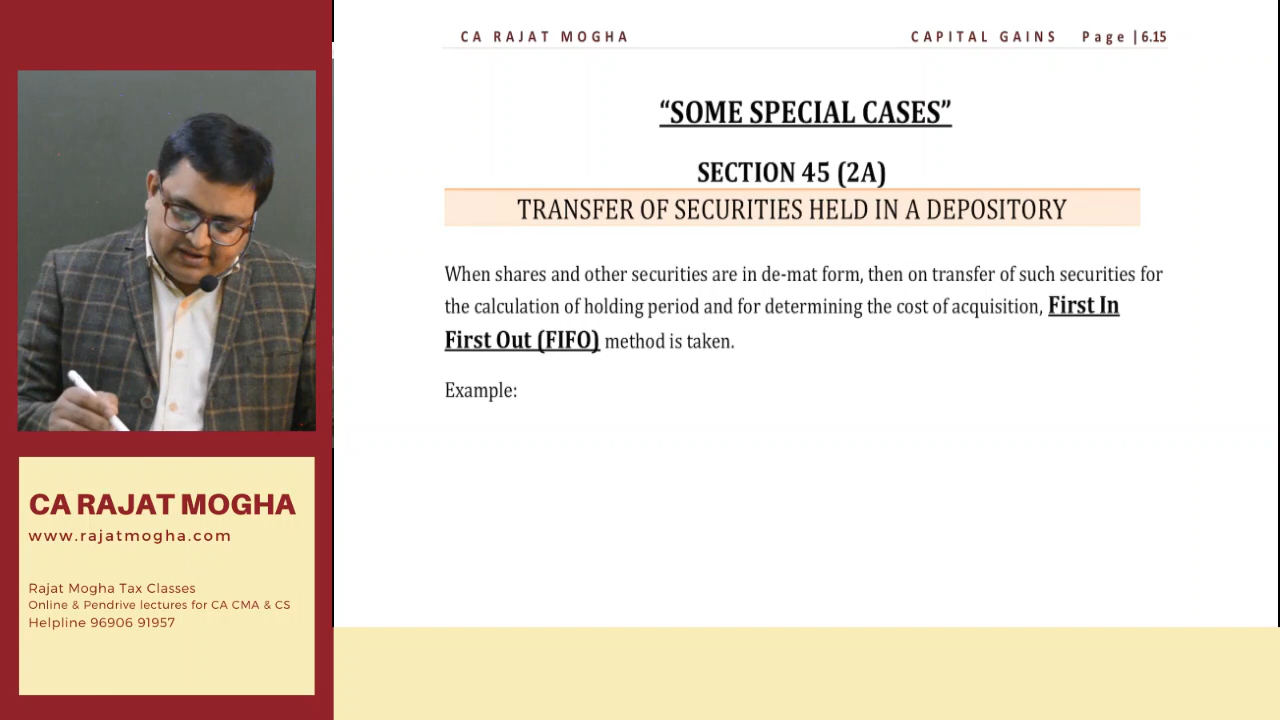 CA RAJAT MOGHA
CAPITAL GAINS Page | 6.15
“SOME SPECIAL CASES”
SECTION 45 (2A)
TRANSFER OF SECURITIES HELD IN A DEPOSITORY
When shares and other securities are in de-mat form, then on transfer of such securities for
the calculation of holding period and for determining the cost of acquisition, First In
First Out (FIFO) method is taken.
Example:
CA RAJAT MOGHA
www.rajatmogha.com
Rajat Mogha Tax Classes
Online & Pendrive lectures for CA CMA & CS
Helpline 96906 91957